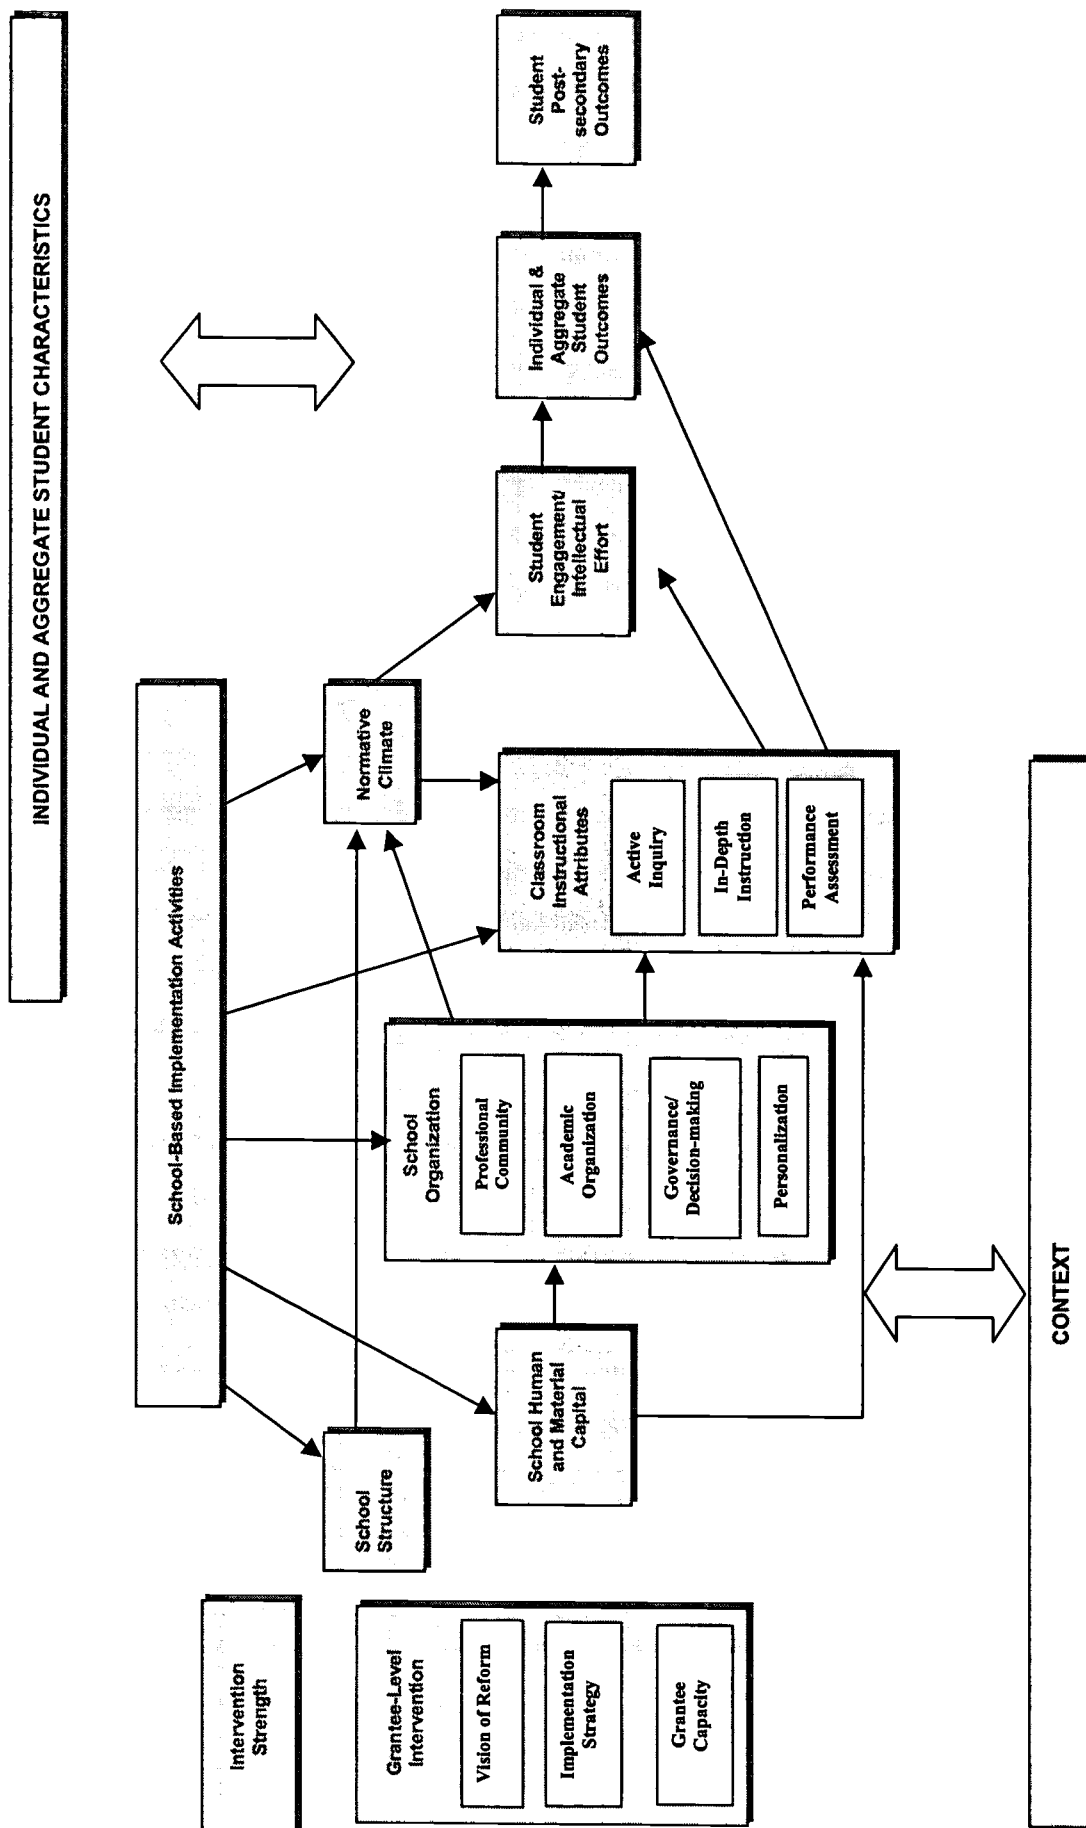 INDIVIDUAL AND AGGREGATE STUDENT CHARACTERISTICS
School-Based Implementation Activities
Intervention
Strength
Grantee-Level
Intervention
Vision of Reform
Implementation
Strategy
Grantee
Capacity
School
Structure
School Human
and Material
Capital
School
Organization
Professional
Community
Academic
Organization
Governance/
Decision-making
Personalization
Normative
Climate
Classroom
Instructional
Attributes
Active
Inquiry
In-Depth
Instruction
Performance
Assessment
Student
Engagement/
Intellectual
Effort
Individual &
Aggregate
Student
Outcomes
Student
Post-
secondary
Outcomes
CONTEXT